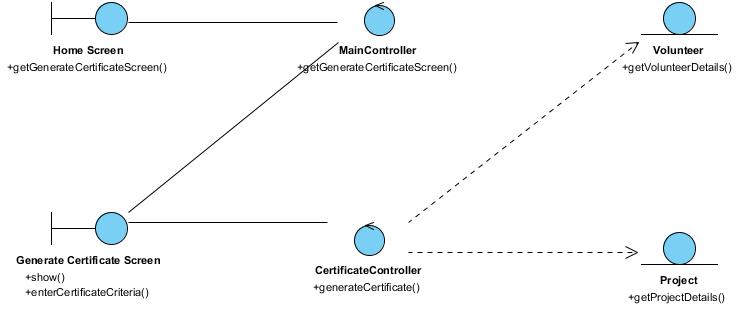 Home Screen
+getGenerateCertificateScreen()
MainController
+getGenerateCertificateScreen()
Volunteer
+getVolunteerDetails()
Generate Certificate Screen
+show()
+enterCertificateCriteria()
CertificateController
+generateCertificate()
Project
+getProjectDetails()